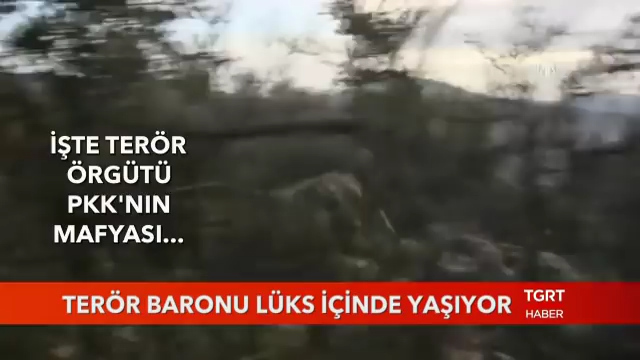 İŞTE TERÖR
ÖRGÜTÜ
PKK'NIN
MAFYASI...
TERÖR BARONU LÜKS İÇİNDE YAŞIYOR
TGRT
HABER